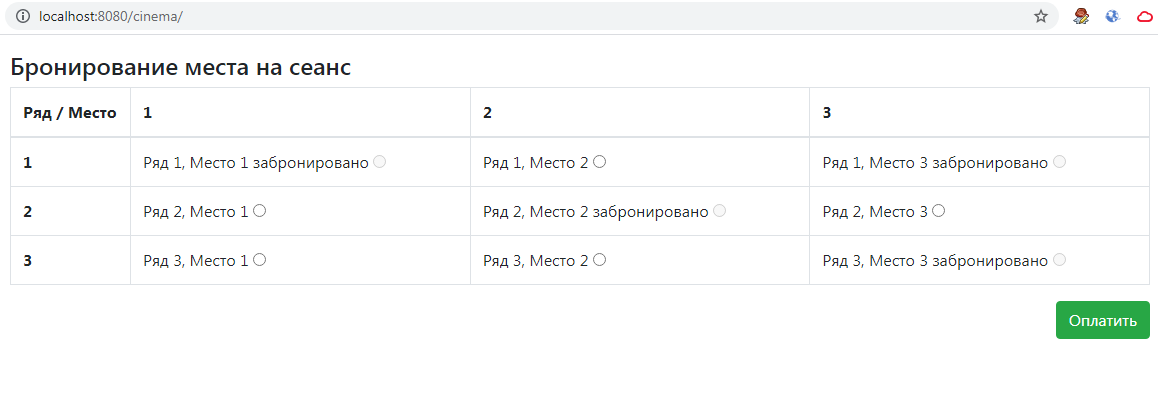 localhost:8080/cinema/
Бронирование места на сеанс
Ряд / Место 1 2 3
1 Ряд 1, Место 1 забронировано Ряд 1, Место 2 Ряд 1, Место 3 забронировано
2 Ряд 2, Место 1 Ряд 2, Место 2 забронировано Ряд 2, Место 3
3 Ряд 3, Место 1 Ряд 3, Место 2 Ряд 3, Место 3 забронировано
Оплатить